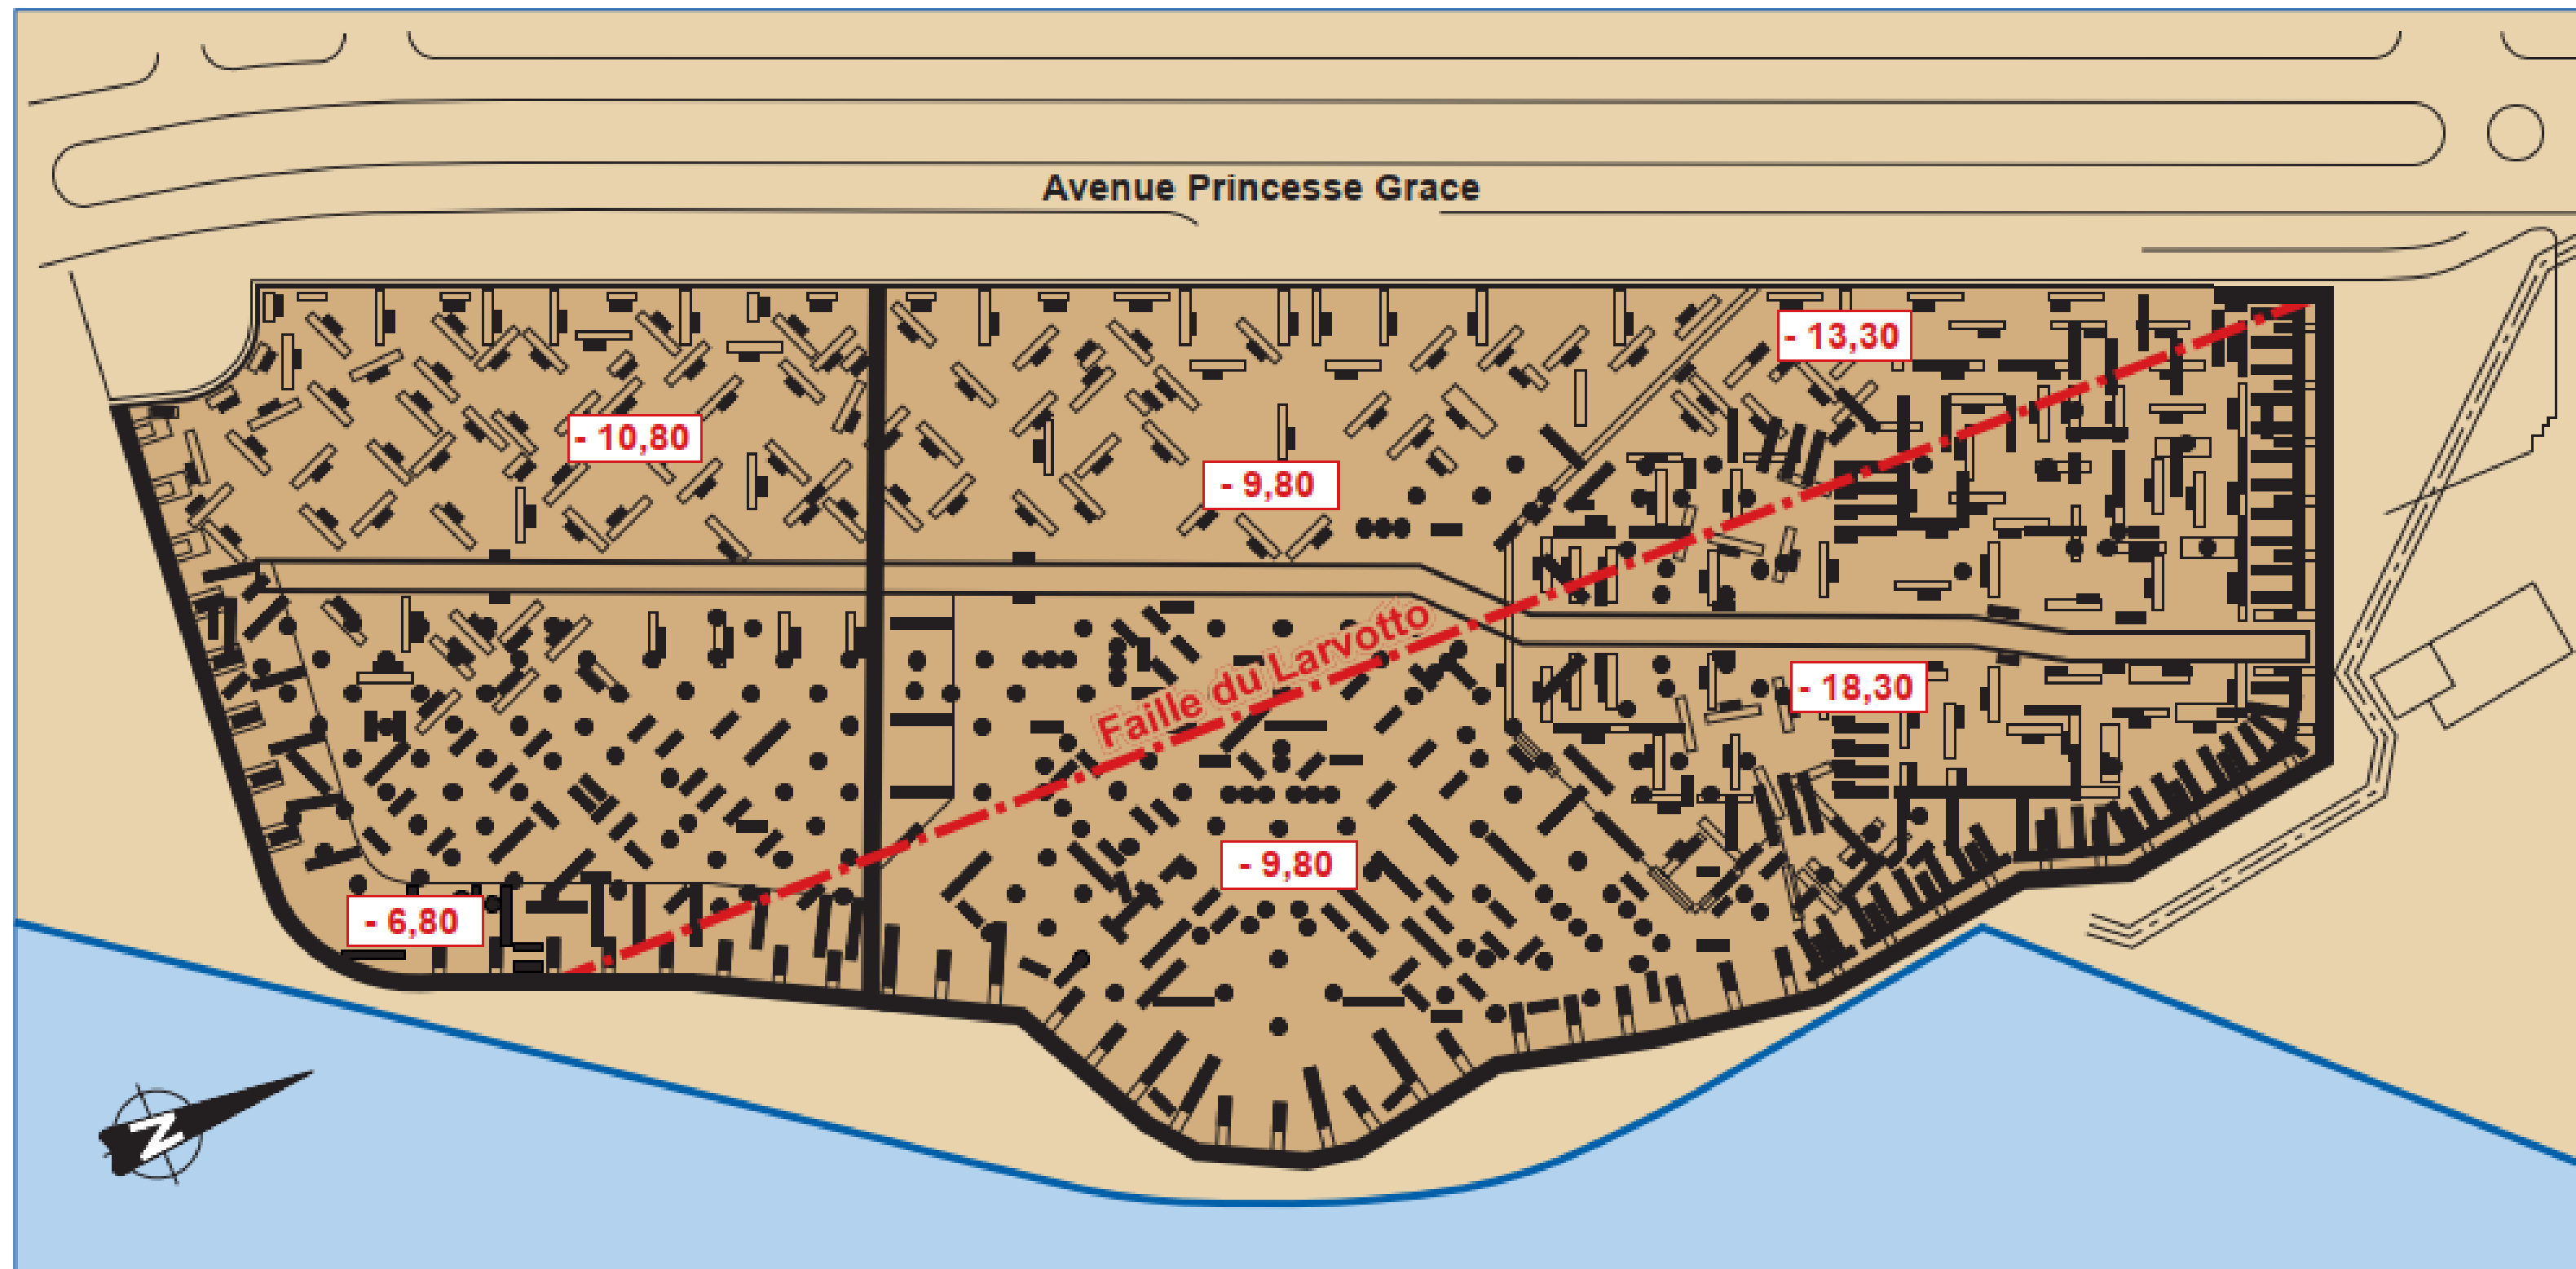 Avenue Princesse Grace
- 13,30
- 10,80
- 9,80
Faille du Larvotto
- 18,30
- 9,80
- 6,80
N